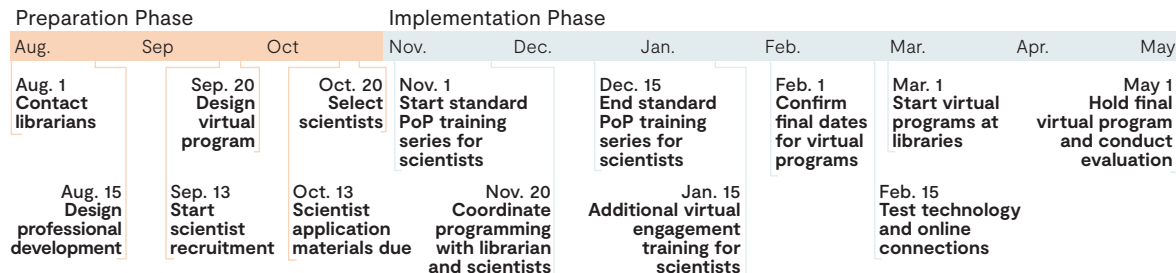 Preparation Phase
Implementation Phase
Aug. Sep Oct Nov. Dec. Jan. Feb. Mar. Apr. May
Aug. 1
Contact
librarians
Sep. 20
Design
virtual
program
Oct. 20
Select
scientists
Nov. 1
Start standard
PoP training
series for
scientists
Dec. 15
End standard
PoP training
series for
scientists
Feb. 1
Confirm
final dates
for virtual
programs
Mar. 1
Start virtual
programs at
libraries
May 1
Hold final
virtual program
and conduct
evaluation
Aug. 15
Design
professional
development
Sep. 13
Start
scientist
recruitment
Oct. 13
Scientist
application
materials due
Nov. 20
Coordinate
programming
with librarian
and scientists
Jan. 15
Additional virtual
engagement
training for
scientists
Feb. 15
Test technology
and online
connections